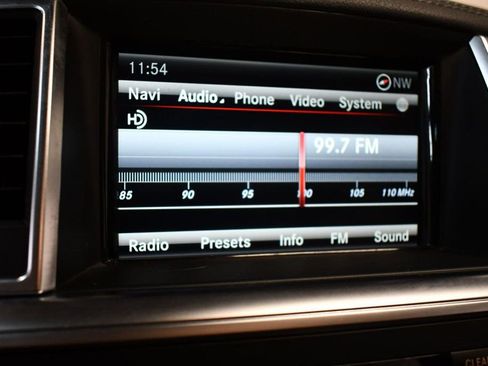 11:54
NW
Navi Audio Phone Video System
HD
99.7 FM
85 90 95 100 105 110 MHz
Radio Presets Info FM Sound
CLEA